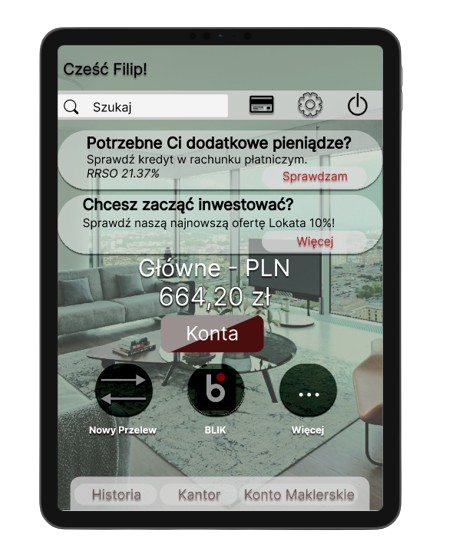 Cześć Filip!
Szukaj
Potrzebne Ci dodatkowe pieniądze?
Sprawdź kredyt w rachunku płatniczym.
RRSO 21.37%
Sprawdzam
Chcesz zacząć inwestować?
Sprawdź naszą najnowszą ofertę Lokata 10%!
Więcej
Główne - PLN
664,20 zł
Konta
Nowy Przelew BLIK Więcej
Historia Kantor Konto Maklerskie